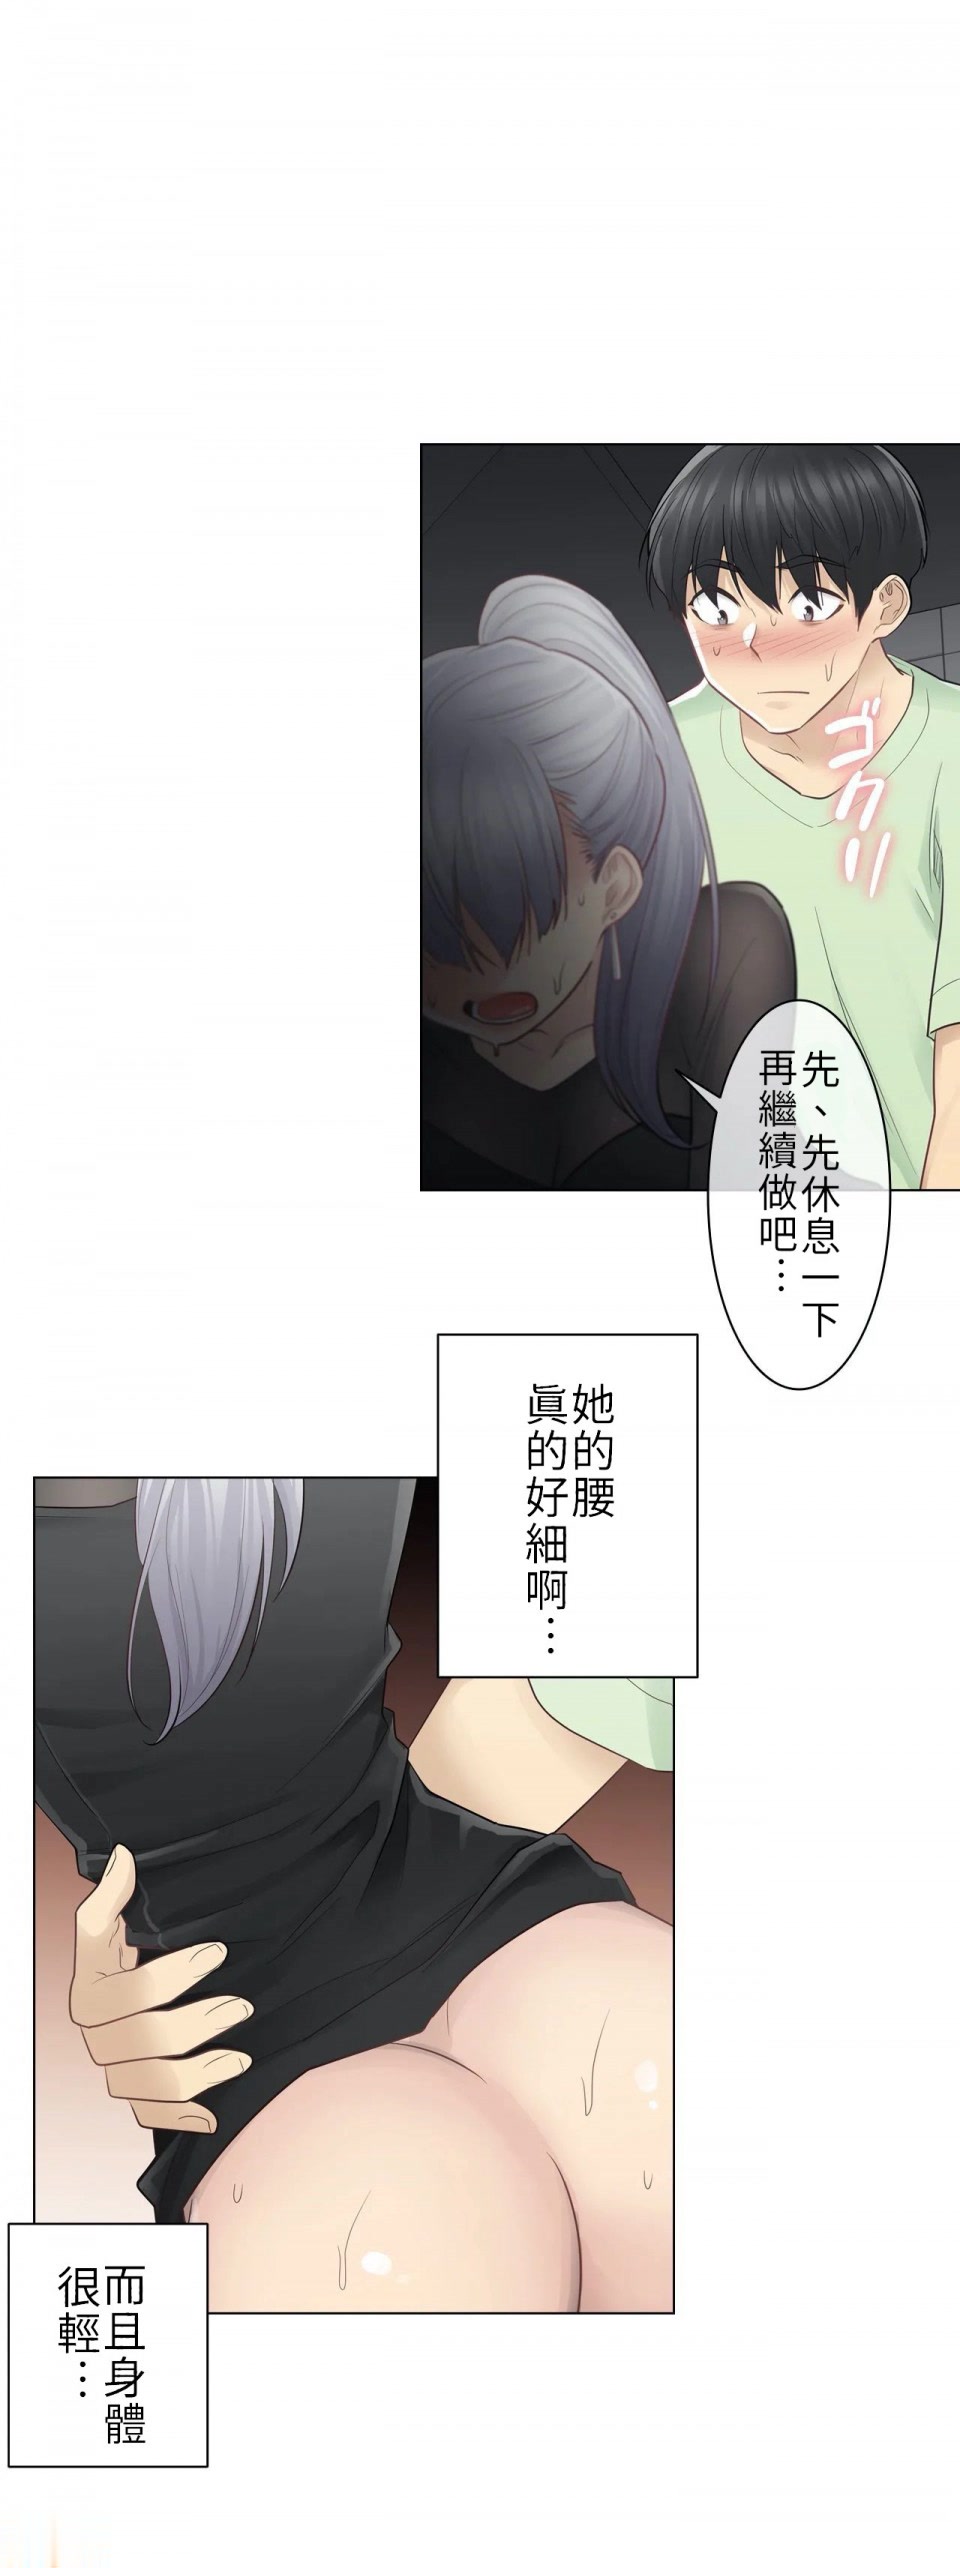 ゴクリ
先、先休息一下
再繼續做吧…
她的腰
眞的好細啊…
而且身體
很輕…